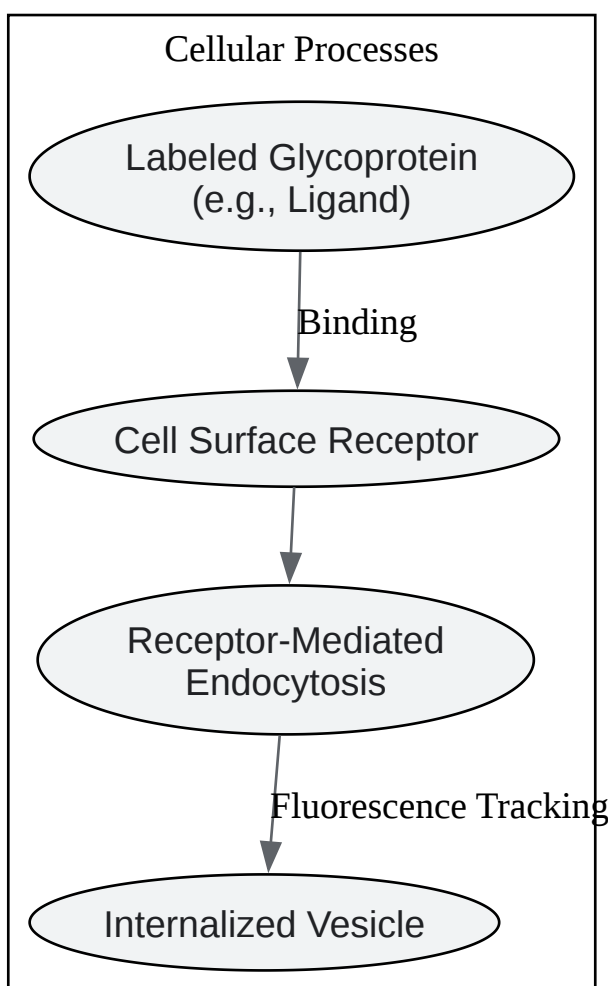 Cellular Processes
Labeled Glycoprotein
(e.g., Ligand)
Binding
Cell Surface Receptor
Receptor-Mediated
Endocytosis
Fluorescence Tracking
Internalized Vesicle